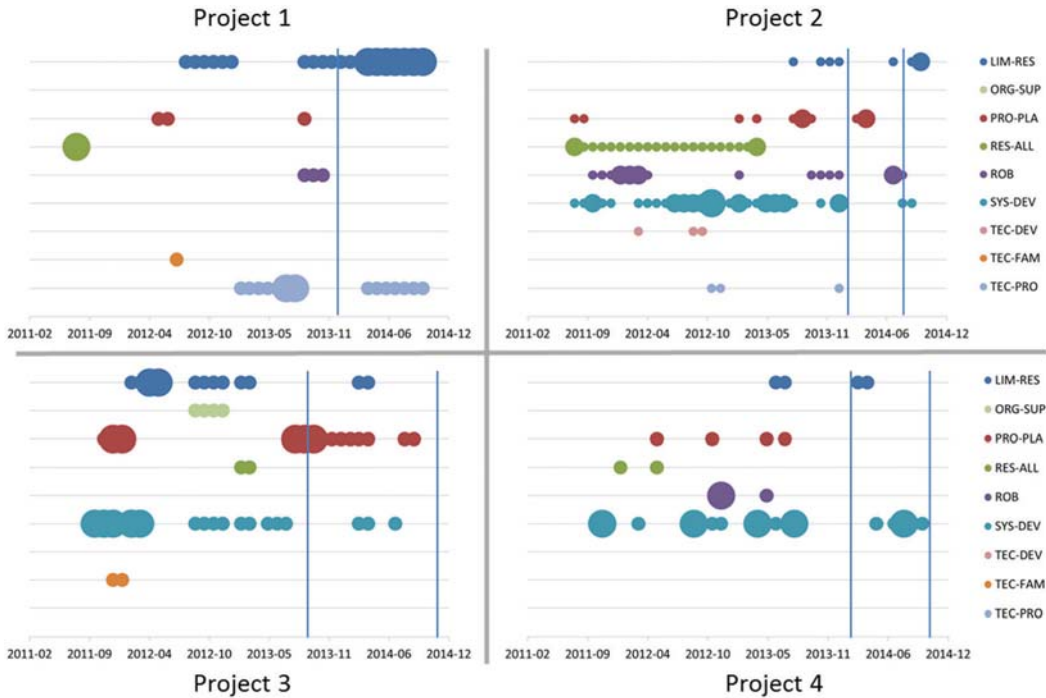 Project 1
Project 2
LIM-RES
ORG-SUP
PRO-PLA
RES-ALL
ROB
SYS-DEV
TEC-DEV
TEC-FAM
TEC-PRO
2011-02 2011-09 2012-04 2012-10 2013-05 2013-11 2014-06 2014-12
2011-02 2011-09 2012-04 2012-10 2013-05 2013-11 2014-06 2014-12
LIM-RES
ORG-SUP
PRO-PLA
RES-ALL
ROB
SYS-DEV
TEC-DEV
TEC-FAM
TEC-PRO
2011-02 2011-09 2012-04 2012-10 2013-05 2013-11 2014-06 2014-12
2011-02 2011-09 2012-04 2012-10 2013-05 2013-11 2014-06 2014-12
Project 3
Project 4